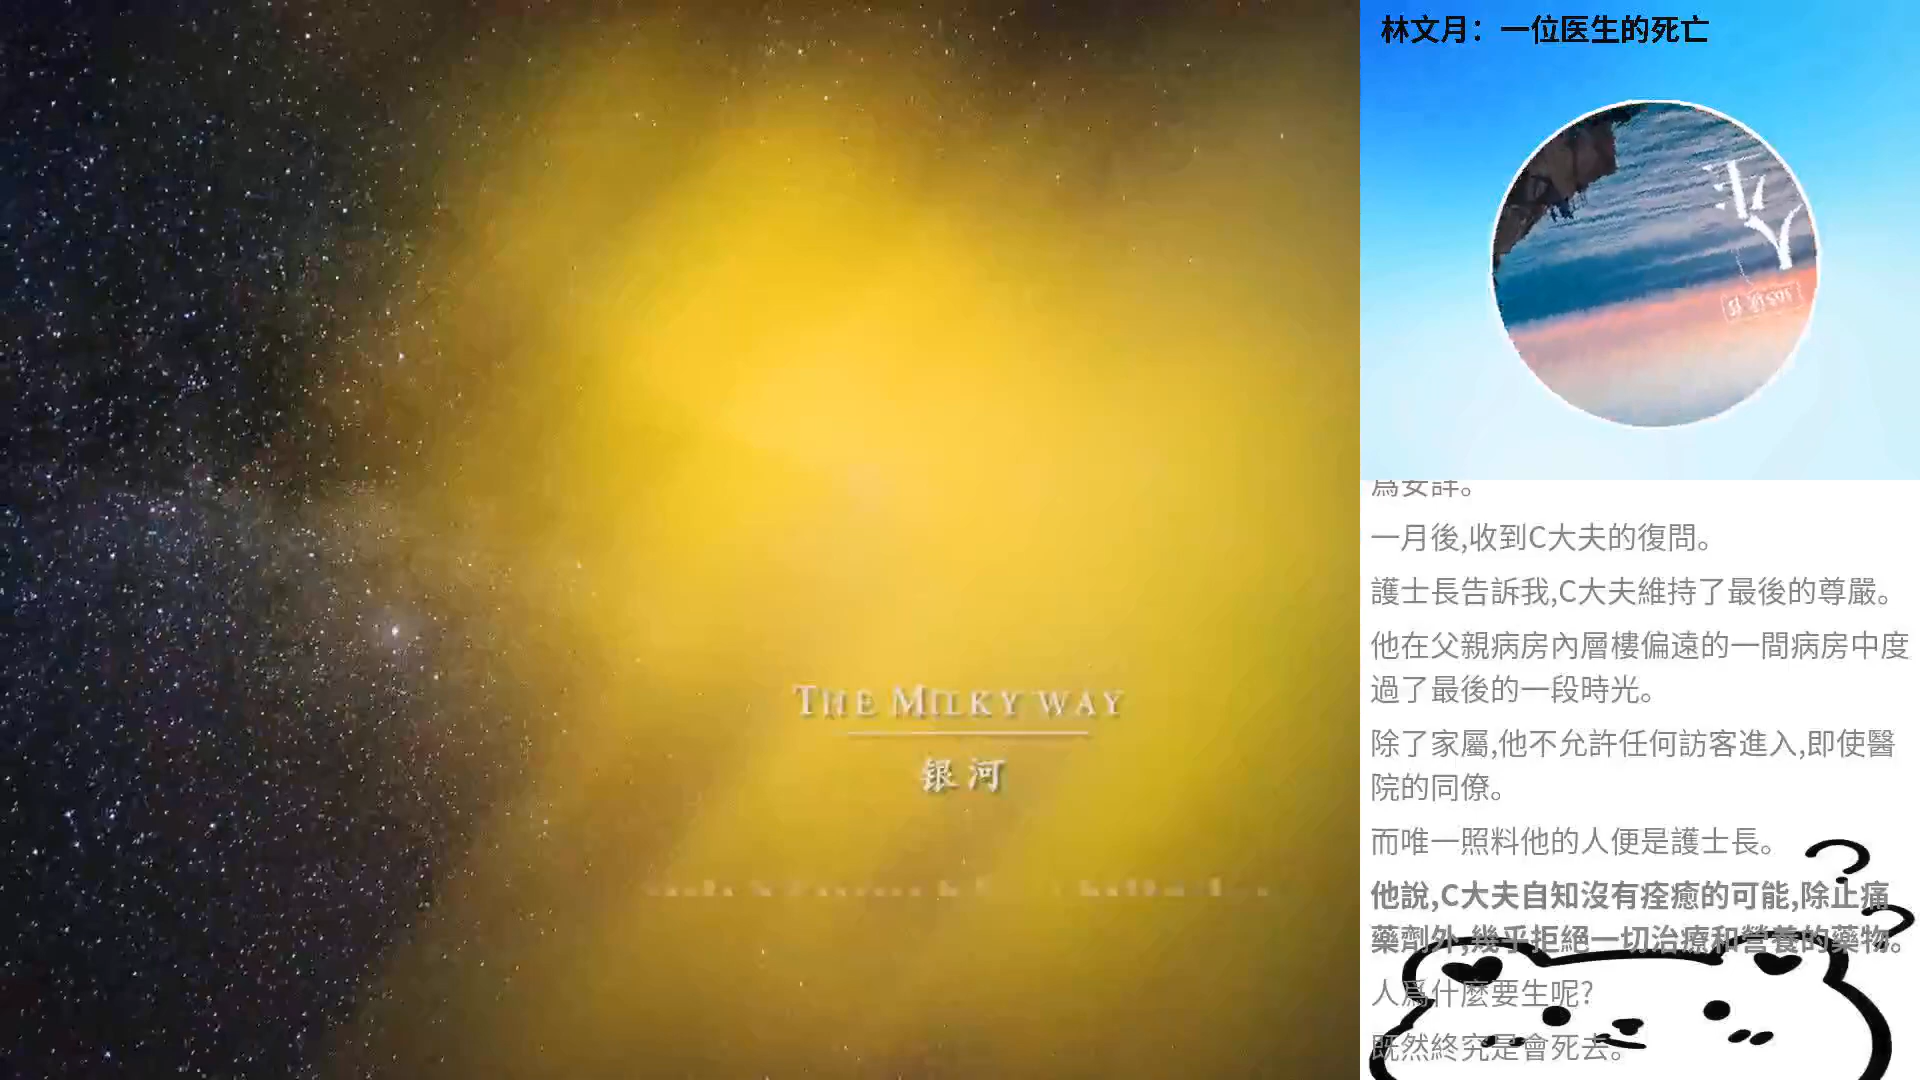 THE MILKY WAY
银河
林文月：一位医生的死亡
為安詳。
一月後,收到C大夫的復問。
護士長告訴我,C大夫維持了最後的尊嚴。
他在父親病房內層樓偏遠的一間病房中度
過了最後的一段時光。
除了家屬,他不允許任何訪客進入,即使醫
院的同僚。
而唯一照料他的人便是護士長。
他說,C大夫自知沒有痊癒的可能,除止痛
藥劑外,幾乎拒絕一切治療和營養的藥物。
人爲什麼要生呢?
既然終究是會死去。